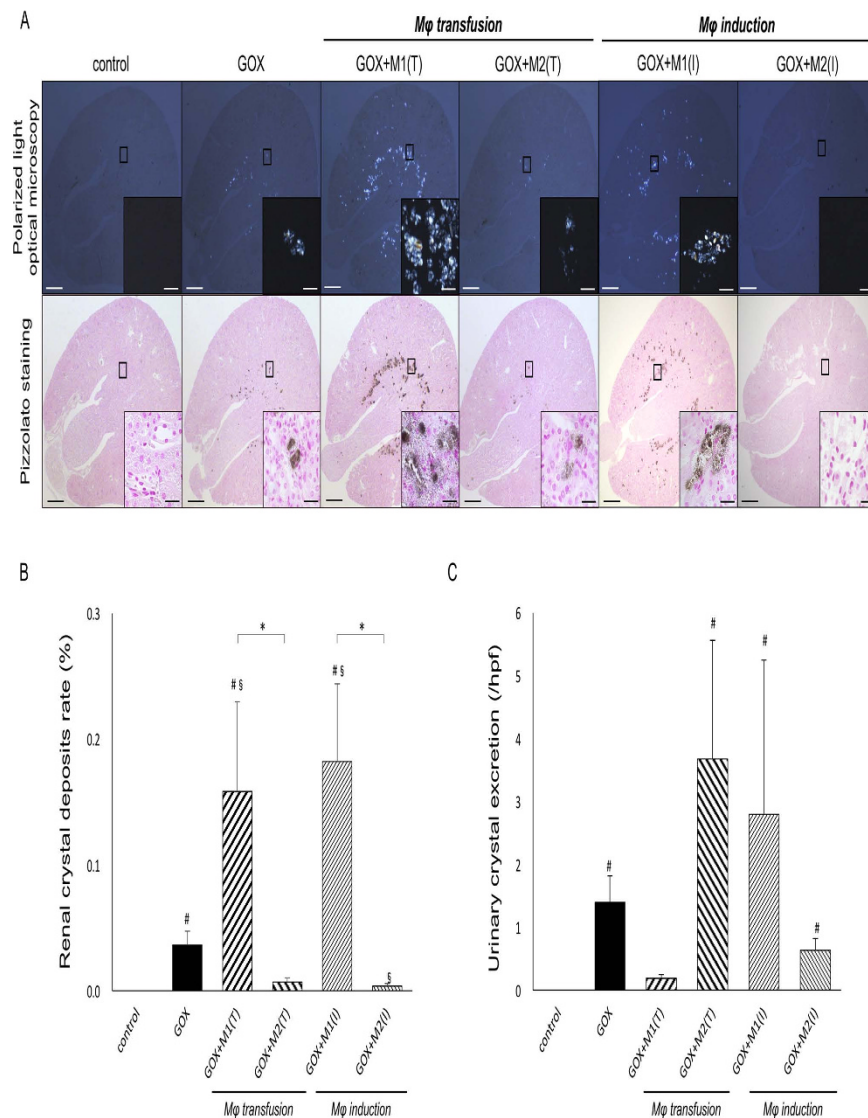 A
Mφ transfusion
Mφ induction
control
GOX
GOX+M1(T)
GOX+M2(T)
GOX+M1(I)
GOX+M2(I)
Polarized light
optical microscopy
Pizzolato staining
B
Renal crystal deposits rate (%)
0.3
0.2
0.1
0.0
#
# §
*
# §
*
§
control
GOX
GOX+M1(T)
GOX+M2(T)
GOX+M1(I)
GOX+M2(I)
Mφ transfusion
Mφ induction
C
Urinary crystal excretion (/hpf)
6
5
4
3
2
1
0
#
#
#
#
control
GOX
GOX+M1(T)
GOX+M2(T)
GOX+M1(I)
GOX+M2(I)
Mφ transfusion
Mφ induction